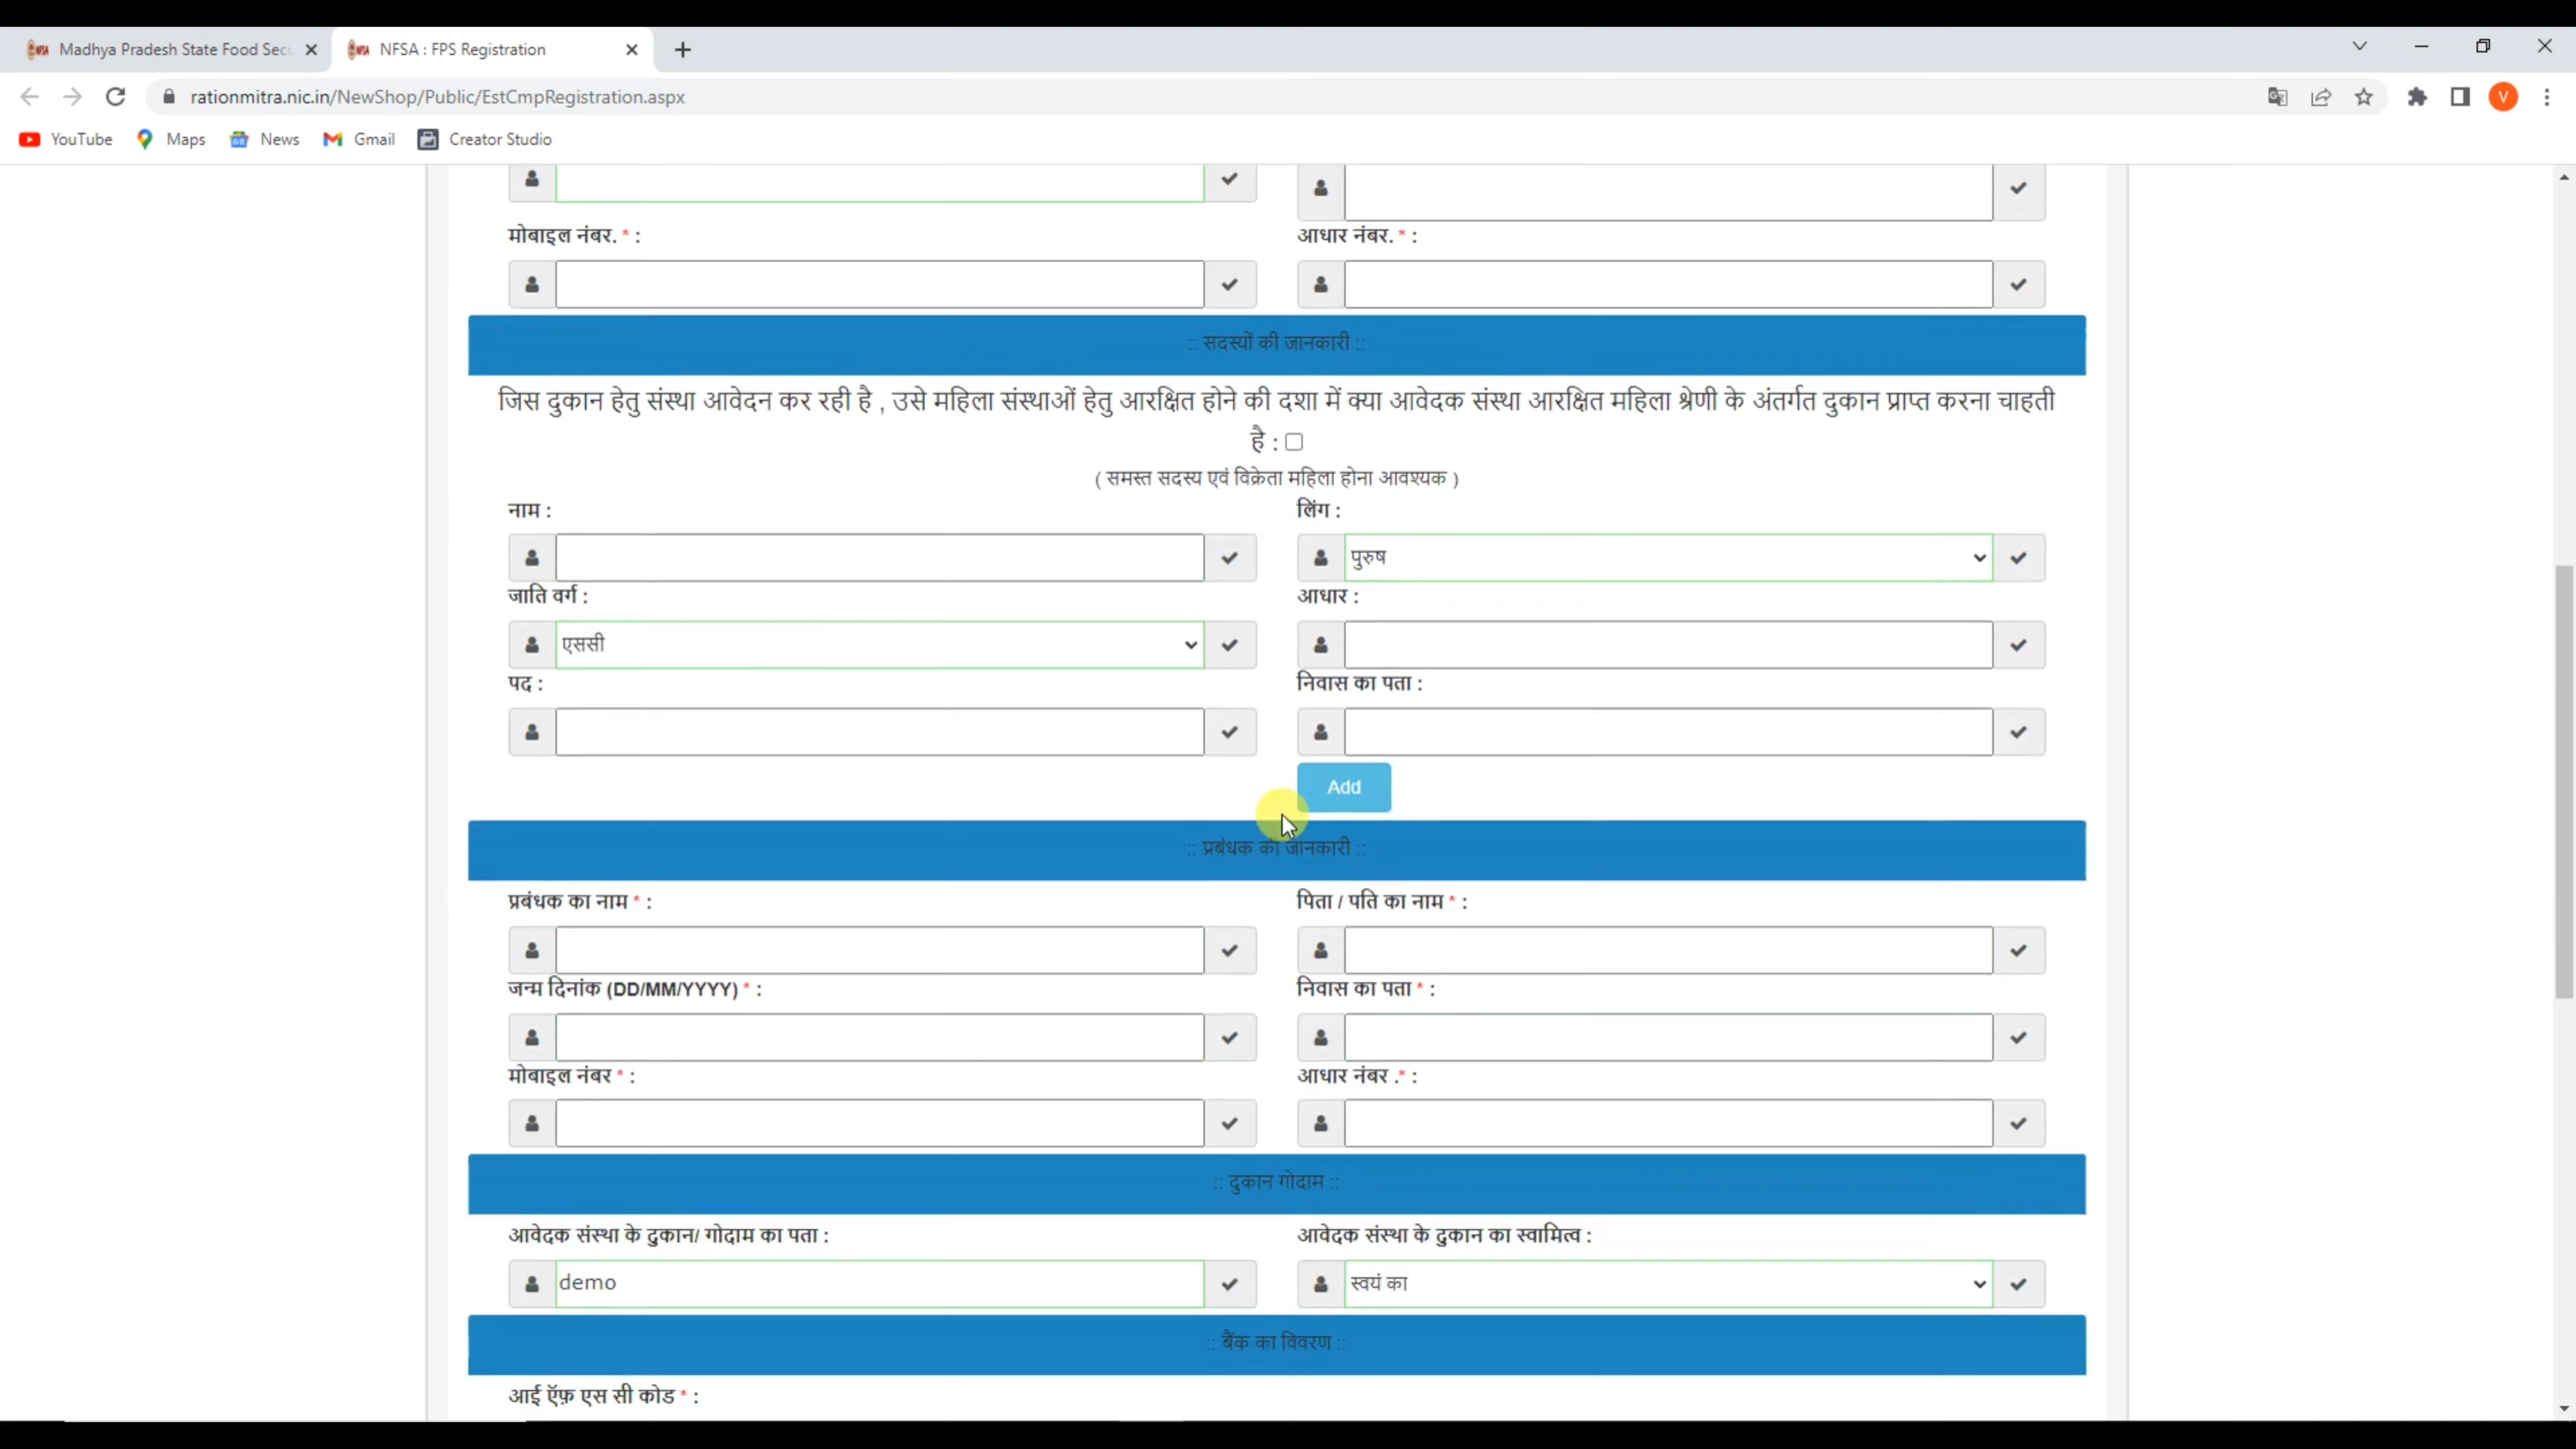 Madhya Pradesh State Food Secu
NFSA : FPS Registration
rationmitra.nic.in/NewShop/Public/EstCmpRegistration.aspx
V
YouTube Maps News Gmail Creator Studio
मोबाइल नंबर. * : आधार नंबर. * :
:: सदस्यों की जानकारी ::
जिस दुकान हेतु संस्था आवेदन कर रही है , उसे महिला संस्थाओं हेतु आरक्षित होने की दशा में क्या आवेदक संस्था आरक्षित महिला श्रेणी के अंतर्गत दुकान प्राप्त करना चाहती
है :
( समस्त सदस्य एवं विक्रेता महिला होना आवश्यक )
नाम : लिंग :
पुरुष
जाति वर्ग : आधार :
एससी
पद : निवास का पता :
Add
:: प्रबंधक की जानकारी ::
प्रबंधक का नाम * : पिता / पति का नाम * :
जन्म दिनांक (DD/MM/YYYY) * : निवास का पता * :
मोबाइल नंबर * : आधार नंबर .* :
:: दुकान गोदाम ::
आवेदक संस्था के दुकान/ गोदाम का पता : आवेदक संस्था के दुकान का स्वामित्व :
demo स्वयं का
:: बैंक का विवरण ::
आई ऍफ़ एस सी कोड * :